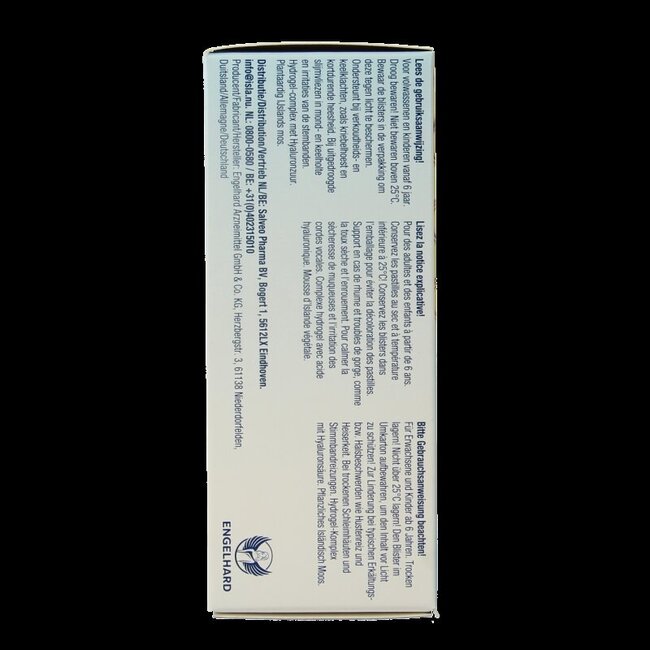 Lees de gebruiksaanwijzing!
Voor volwassenen en kinderen vanaf 6 jaar.
Droog bewaren! Niet bewaren boven 25°C.
Bewaar de blisters in de verpakking om
deze tegen licht te beschermen.
Ondersteunt bij verkoudheids- en
keelklachten, zoals kriebelhoest en
kortdurende heesheid. Bij uitgedroogde
slijmvliezen in mond- en keelholte
en irritaties van de stembanden.
Hydrogel-complex met Hyaluronzuur.
Plantaardig IJslands mos.
Lisez la notice explicative!
Pour des adultes et des enfants à partir de 6 ans.
Conservez les pastilles au sec et à température
inférieure à 25°C! Conservez les blisters dans
l'emballage pour éviter la décoloration des pastilles.
Support en cas de rhume et troubles de gorge, comme
la toux sèche et l'enrouement. Pour calmer la
sécheresse de muqueuses et l'irritation des
cordes vocales. Complexe hydrogel avec acide
hyaluronique. Mousse d'Islande végétale.
Bitte Gebrauchsanweisung beachten!
Für Erwachsene und Kinder ab 6 Jahren. Trocken
lagern! Nicht über 25°C lagern! Den Blister im
Umkarton aufbewahren, um den Inhalt vor Licht
zu schützen! Zur Linderung bei typischen Erkältungs-
bzw. Halsbeschwerden wie Hustenreiz und
Heiserkeit. Bei trockenen Schleimhäuten und
Stimmbandreizungen. Hydrogel-Komplex
mit Hyaluronsäure. Pflanzliches Isländisch Moos.
Distributie/Distribution/Vertrieb NL/BE: Salveo Pharma BV, Bogert 1, 5612LX Eindhoven.
info@isla.nu. NL: 0800-0580 / BE: +31(0)402315010
Producent/Fabricant/Hersteller: Engelhard Arzneimittel GmbH & Co. KG, Herzbergstr. 3, 61138 Niederdorfelden,
Duitsland/Allemagne/Deutschland
ENGELHARD